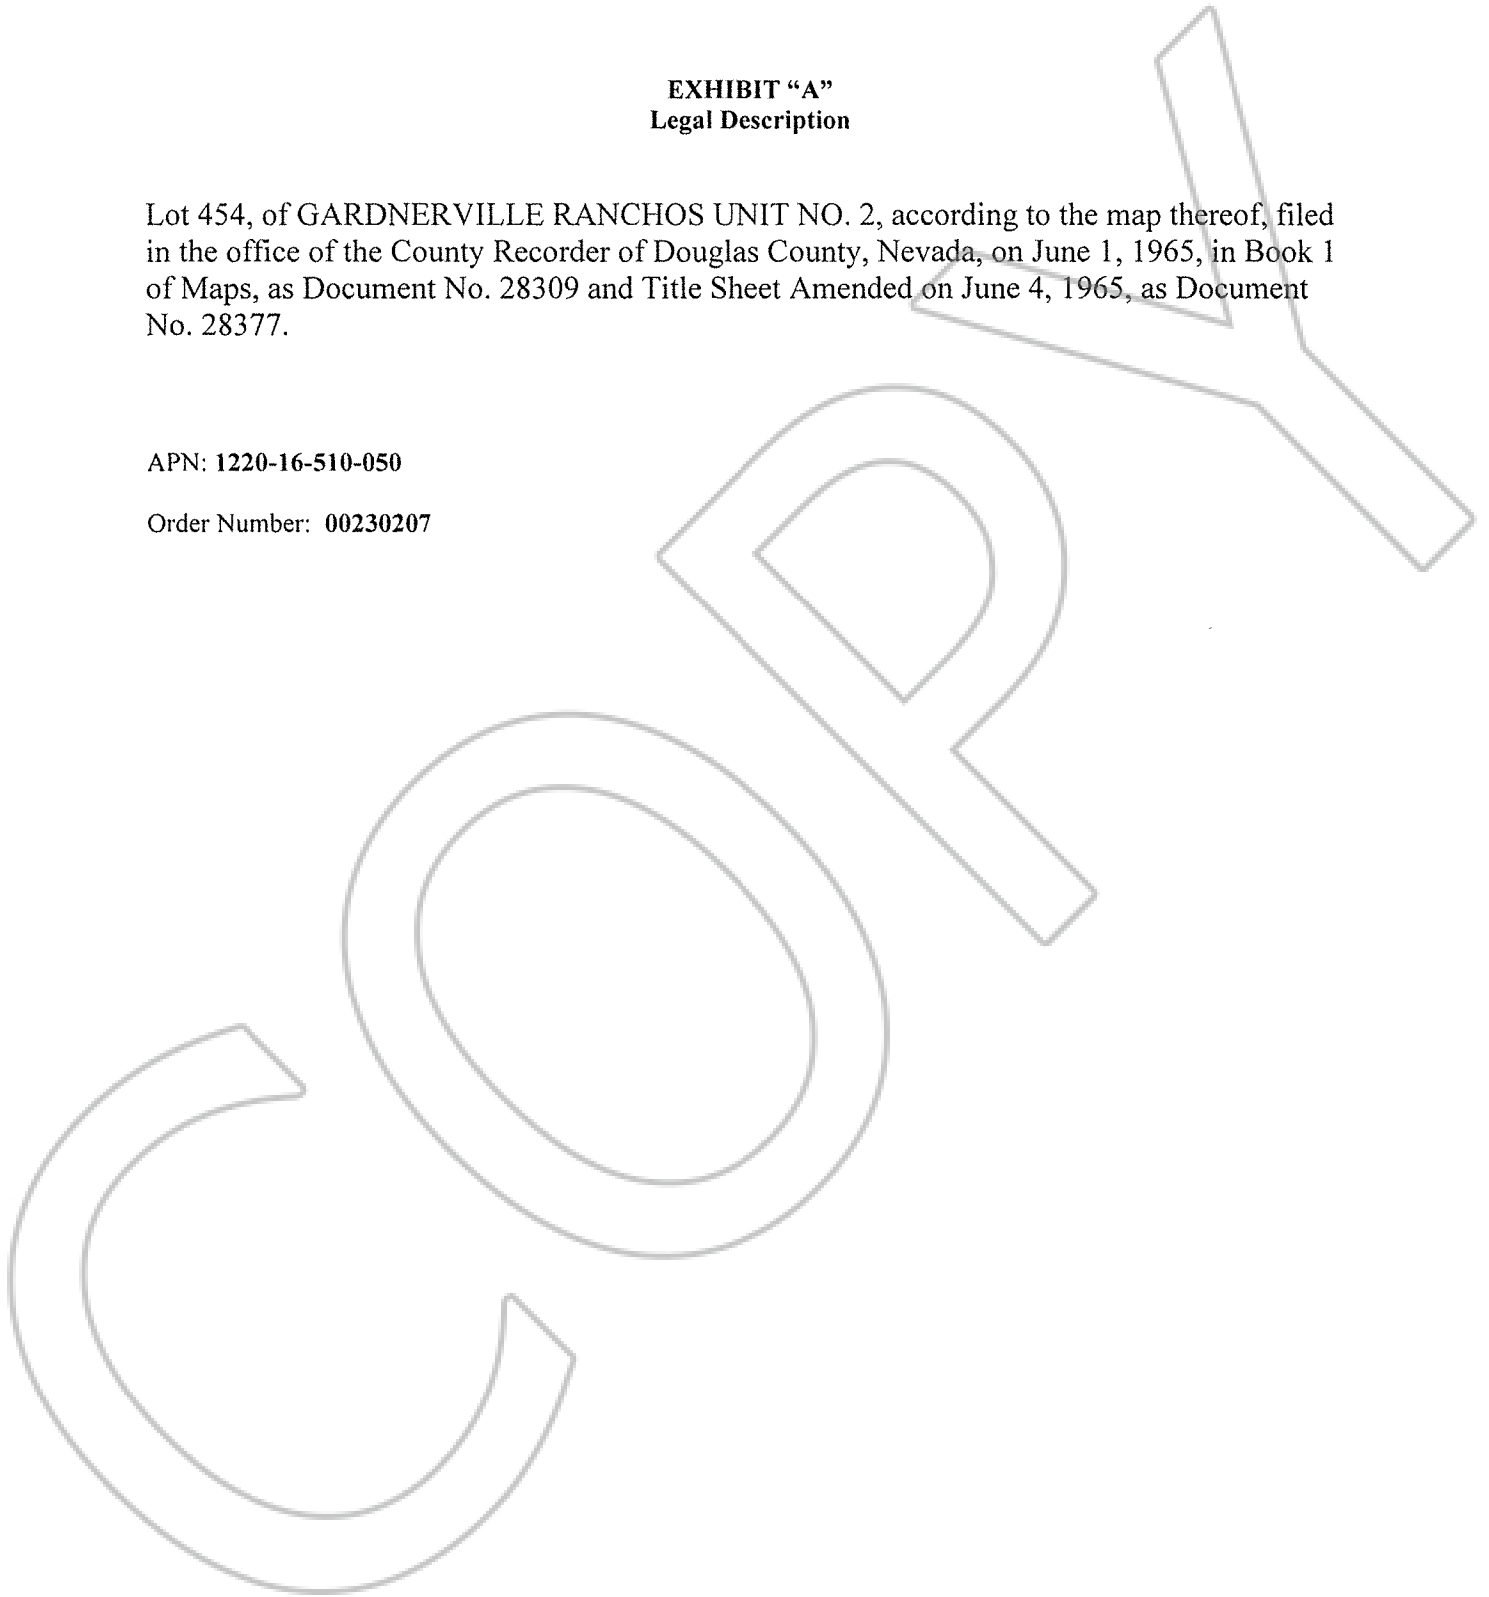 EXHIBIT “A”
Legal Description
Lot 454, of GARDNERVILLE RANCHOS UNIT NO. 2, according to the map thereof, filed
in the office of the County Recorder of Douglas County, Nevada, on June 1, 1965, in Book 1
of Maps, as Document No. 28309 and Title Sheet Amended on June 4, 1965, as Document
No. 28377.
APN: 1220-16-510-050
Order Number: 00230207
COPY